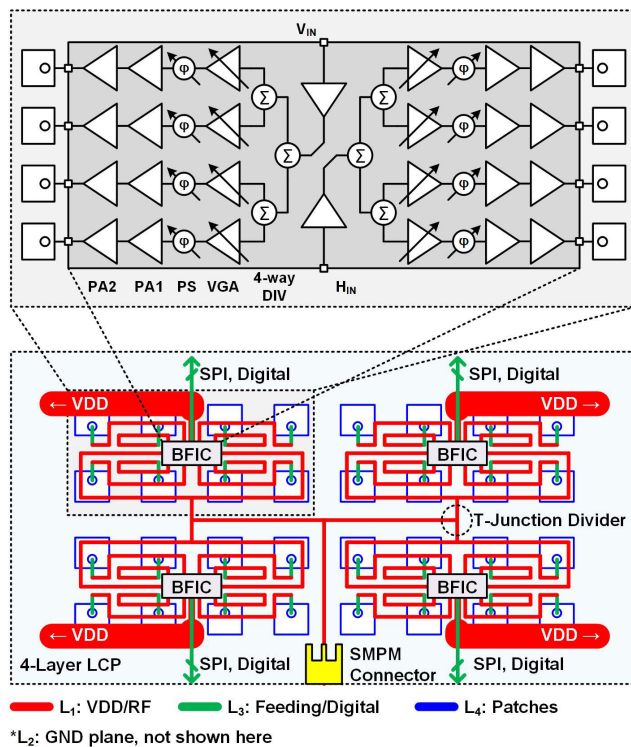 V_IN
φ φ
Σ Σ
φ φ
Σ Σ
φ φ
Σ Σ
φ φ
PA2 PA1 PS VGA 4-way DIV H_IN
SPI, Digital SPI, Digital
← VDD VDD →
BFIC BFIC
T-Junction Divider
BFIC BFIC
← VDD VDD →
4-Layer LCP SPI, Digital SMPM Connector SPI, Digital
L₁: VDD/RF L₃: Feeding/Digital L₄: Patches
*L₂: GND plane, not shown here